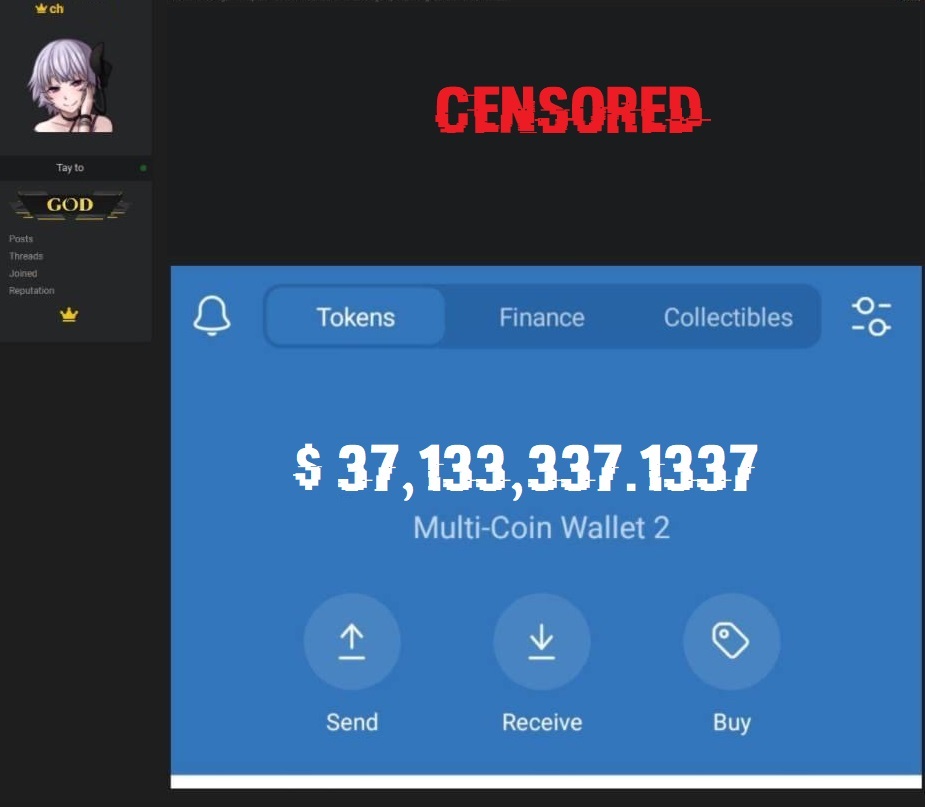 ch
Tay to
GOD
Posts
Threads
Joined
Reputation
CENSORED
Tokens Finance Collectibles
$ 37,133,337.1337
Multi-Coin Wallet 2
Send Receive Buy